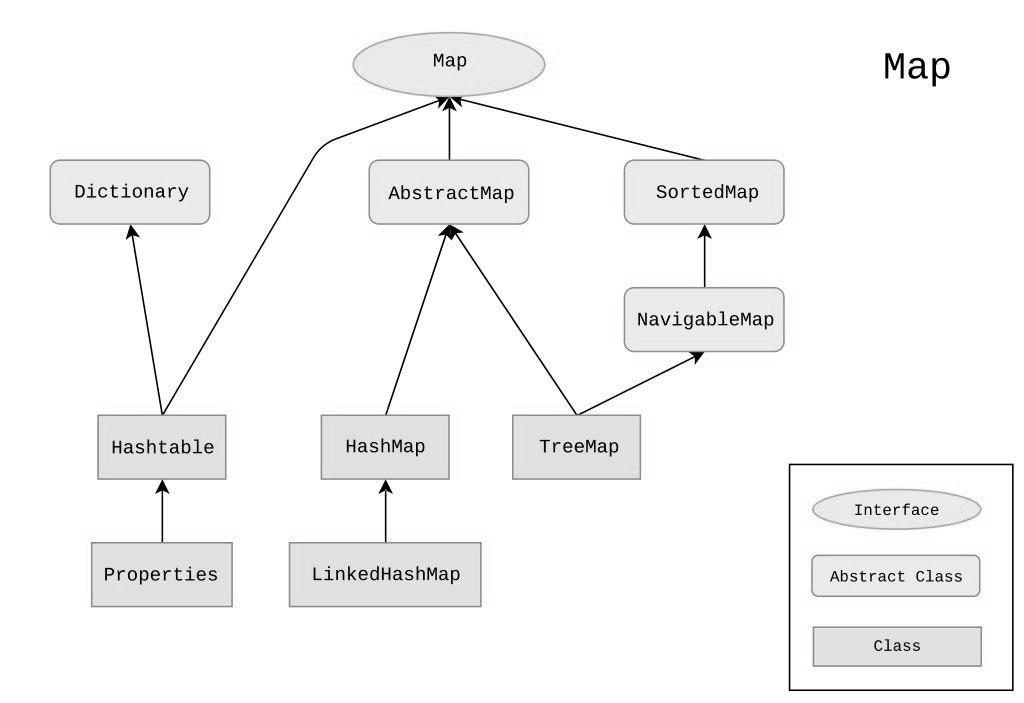 Map
Map
Dictionary
AbstractMap
SortedMap
NavigableMap
Hashtable
HashMap
TreeMap
Properties
LinkedHashMap
Interface
Abstract Class
Class